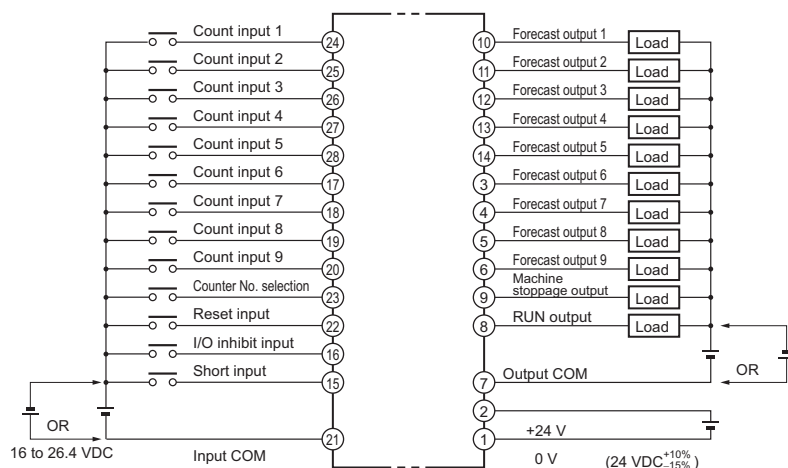 Count input 1 24 10 Forecast output 1 Load
Count input 2 25 11 Forecast output 2 Load
Count input 3 26 12 Forecast output 3 Load
Count input 4 27 13 Forecast output 4 Load
Count input 5 28 14 Forecast output 5 Load
Count input 6 17 3 Forecast output 6 Load
Count input 7 18 4 Forecast output 7 Load
Count input 8 19 5 Forecast output 8 Load
Count input 9 20 6 Forecast output 9 Load
Counter No. selection 23 9 Machine
stoppage output Load
Reset input 22 8 RUN output Load
I/O inhibit input 16
Short input 15 7 Output COM OR
OR 2
16 to 26.4 VDC Input COM 21 1 +24 V
0 V (24 VDC +10% –15% )